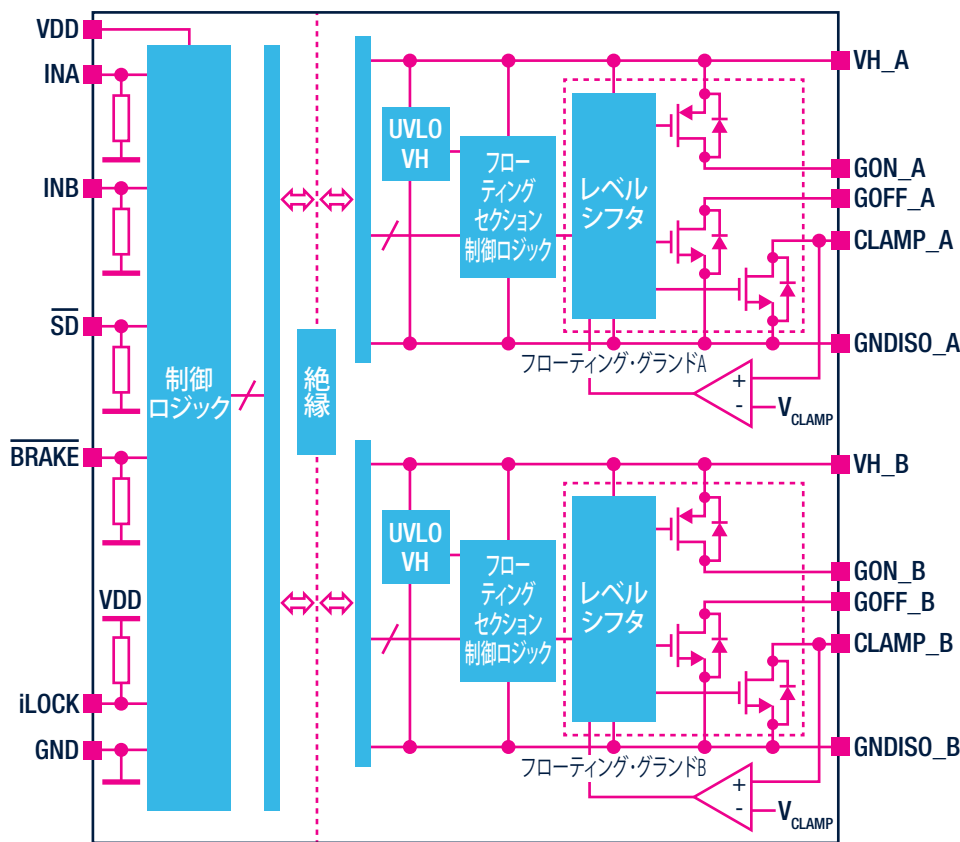 VDD
INA
INB
SD
BRAKE
VDD
iLOCK
GND
制御
ロジック
絶縁
UVLO
VH
フロー
ティング
セクション
制御ロジック
レベル
シフタ
フローティング・グランドA
+
-
VCLAMP
VH_A
GON_A
GOFF_A
CLAMP_A
GNDISO_A
UVLO
VH
フロー
ティング
セクション
制御ロジック
レベル
シフタ
フローティング・グランドB
+
-
VCLAMP
VH_B
GON_B
GOFF_B
CLAMP_B
GNDISO_B